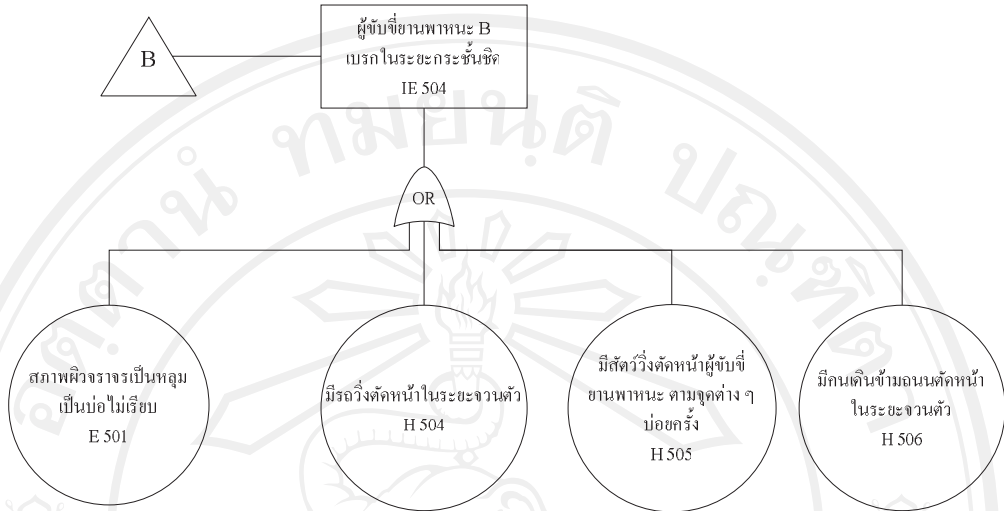 B
ผู้ขับขี่ยานพาหนะ B
เบรกในระยะกระชั้นชิด
IE 504
OR
สภาพผิวจราจรเป็นหลุม
เป็นบ่อไม่เรียบ
E 501
มีรถวิ่งตัดหน้าในระยะจวนตัว
H 504
มีสัตว์วิ่งตัดหน้าผู้ขับขี่
ยานพาหนะ ตามจุดต่าง ๆ
บ่อยครั้ง
H 505
มีคนเดินข้ามถนนตัดหน้า
ในระยะจวนตัว
H 506